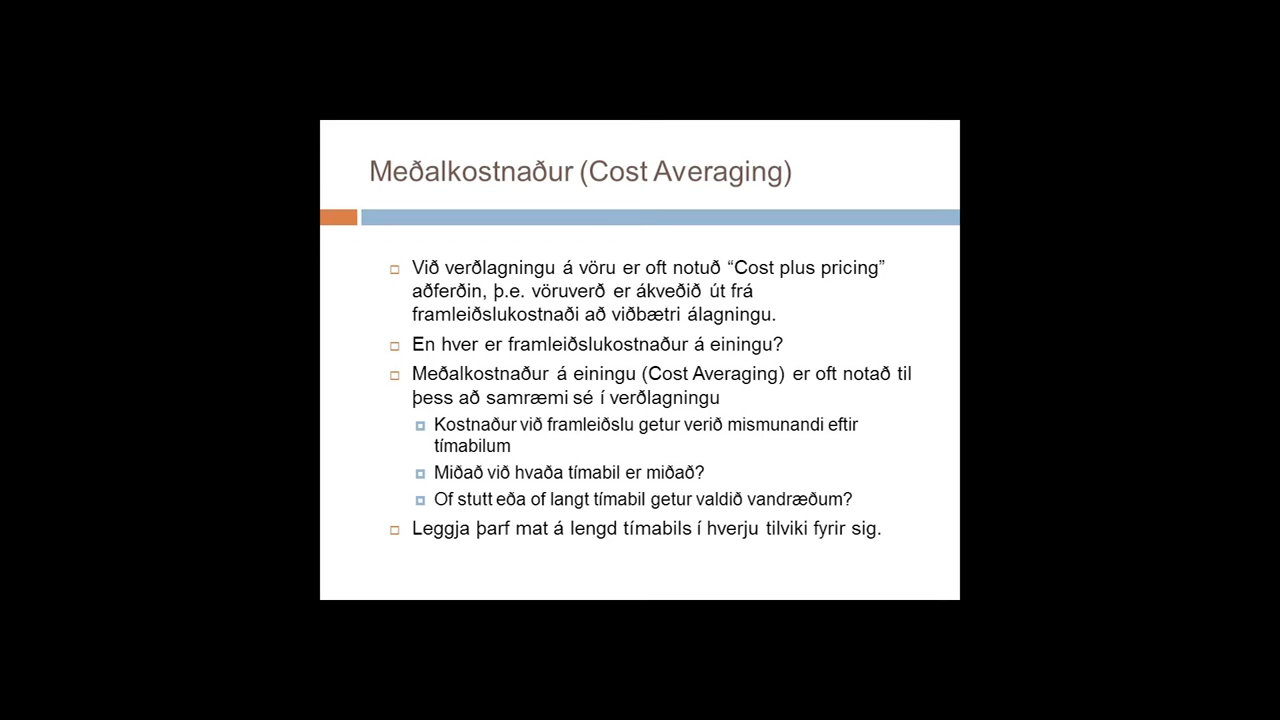 Meðalkostnaður (Cost Averaging)
Við verðlagningu á vöru er oft notuð “Cost plus pricing”
aðferðin, þ.e. vöruverð er ákveðið út frá
framleiðslukostnaði að viðbætri álagningu.
En hver er framleiðslukostnaður á einingu?
Meðalkostnaður á einingu (Cost Averaging) er oft notað til
þess að samræmi sé í verðlagningu
Kostnaður við framleiðslu getur verið mismunandi eftir
tímabilum
Miðað við hvaða tímabil er miðað?
Of stutt eða of langt tímabil getur valdið vandræðum?
Leggja þarf mat á lengd tímabils í hverju tilviki fyrir sig.